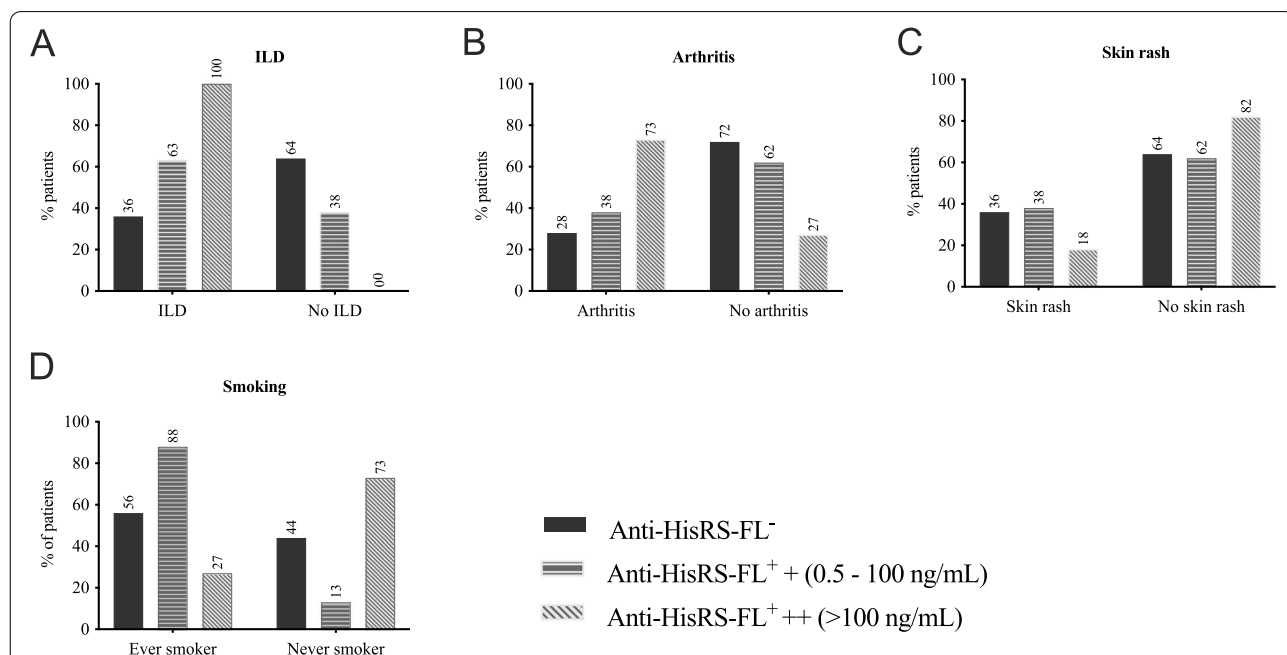 A
ILD
% patients
100
80
60
40
20
0
36
63
100
64
38
00
ILD
No ILD
B
Arthritis
% patients
100
80
60
40
20
0
28
38
73
72
62
27
Arthritis
No arthritis
C
Skin rash
% patients
100
80
60
40
20
0
36
38
18
64
62
82
Skin rash
No skin rash
D
Smoking
% of patients
100
80
60
40
20
0
56
88
27
44
13
73
Ever smoker
Never smoker
Anti-HisRS-FL⁻
Anti-HisRS-FL⁺ + (0.5 - 100 ng/mL)
Anti-HisRS-FL⁺ ++ (>100 ng/mL)